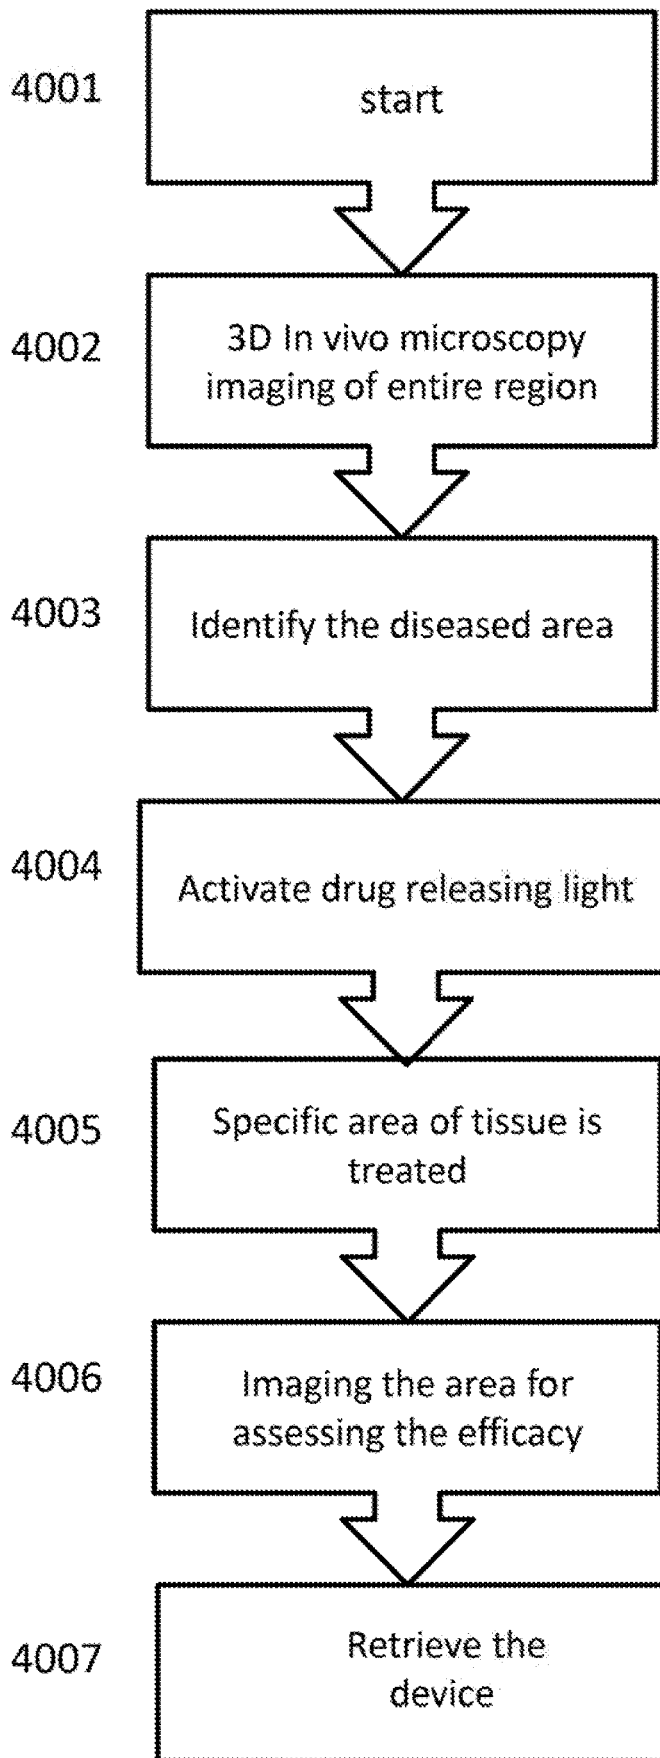 4001
start
4002
3D In vivo microscopy
imaging of entire region
4003
Identify the diseased area
4004
Activate drug releasing light
4005
Specific area of tissue is
treated
4006
Imaging the area for
assessing the efficacy
4007
Retrieve the
device